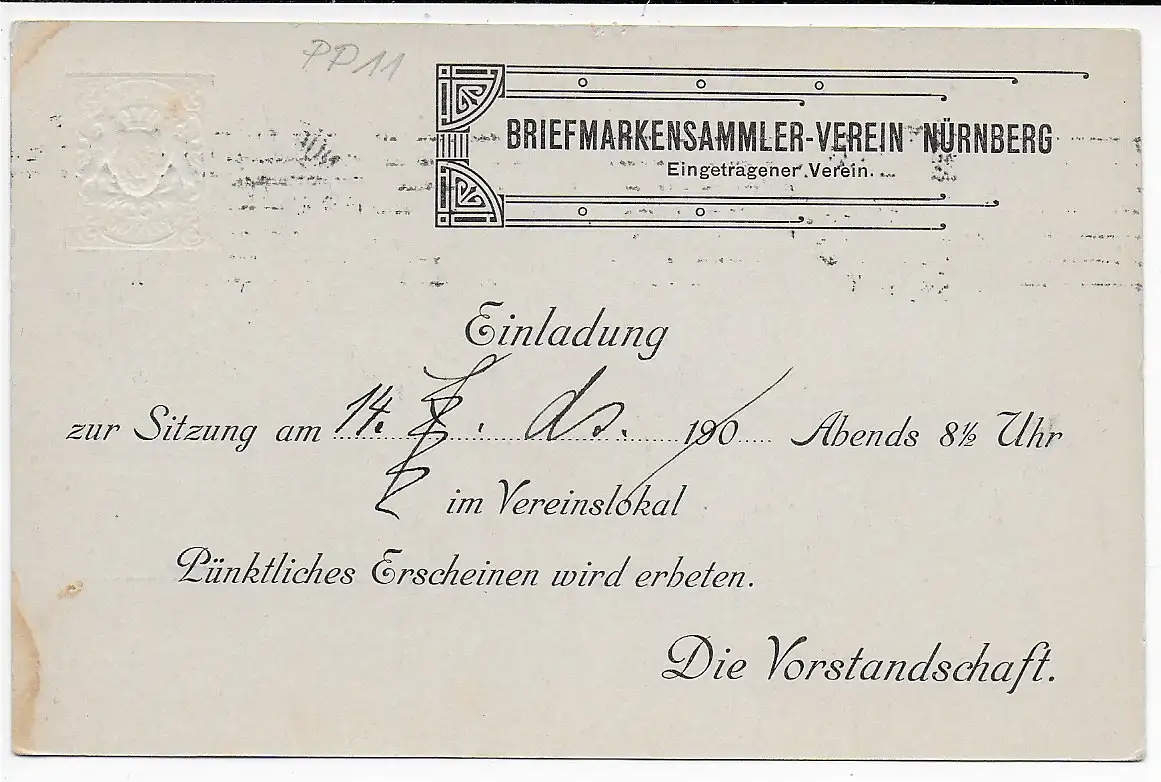 PP11
BRIEFMARKENSAMMLER-VEREIN NÜRNBERG
Eingetragener Verein.
Einladung
zur Sitzung am 14. ds. 190 Abends 8½ Uhr
im Vereinslokal
Pünktliches Erscheinen wird erbeten.
Die Vorstandschaft.